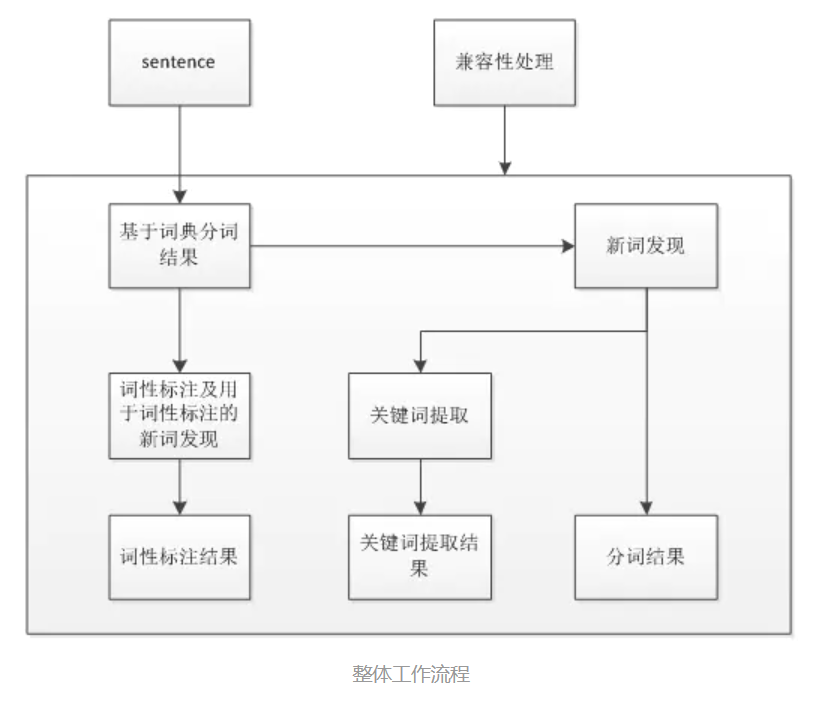 sentence
兼容性处理
基于词典分词
结果
新词发现
词性标注及用
于词性标注的
新词发现
关键词提取
词性标注结果
关键词提取结
果
分词结果
整体工作流程